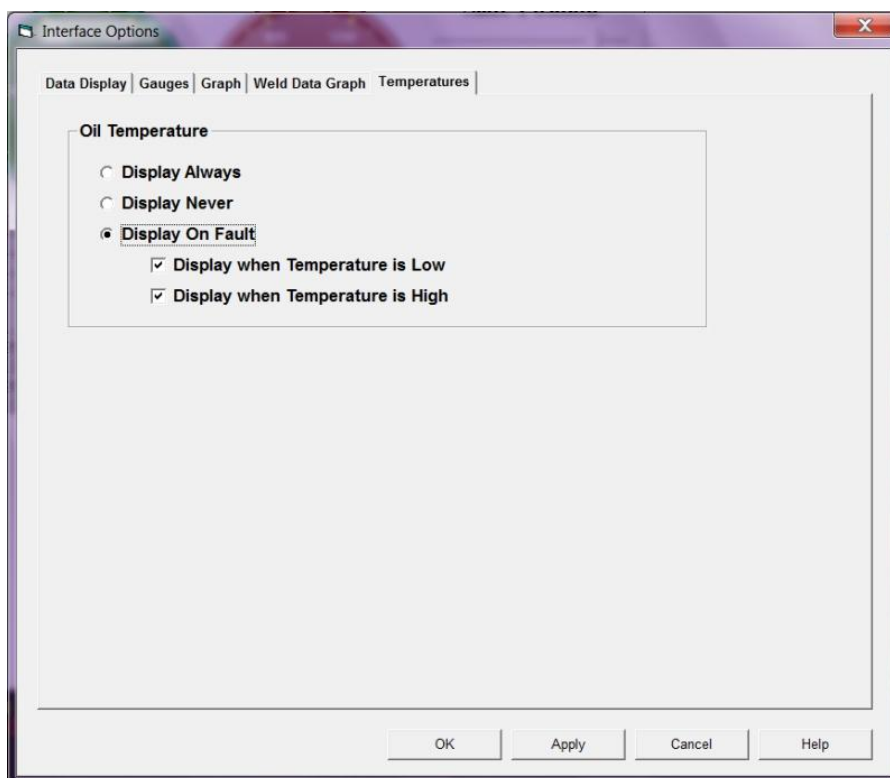 Interface Options
Data Display Gauges Graph Weld Data Graph Temperatures
Oil Temperature
Display Always
Display Never
Display On Fault
Display when Temperature is Low
Display when Temperature is High
OK Apply Cancel Help